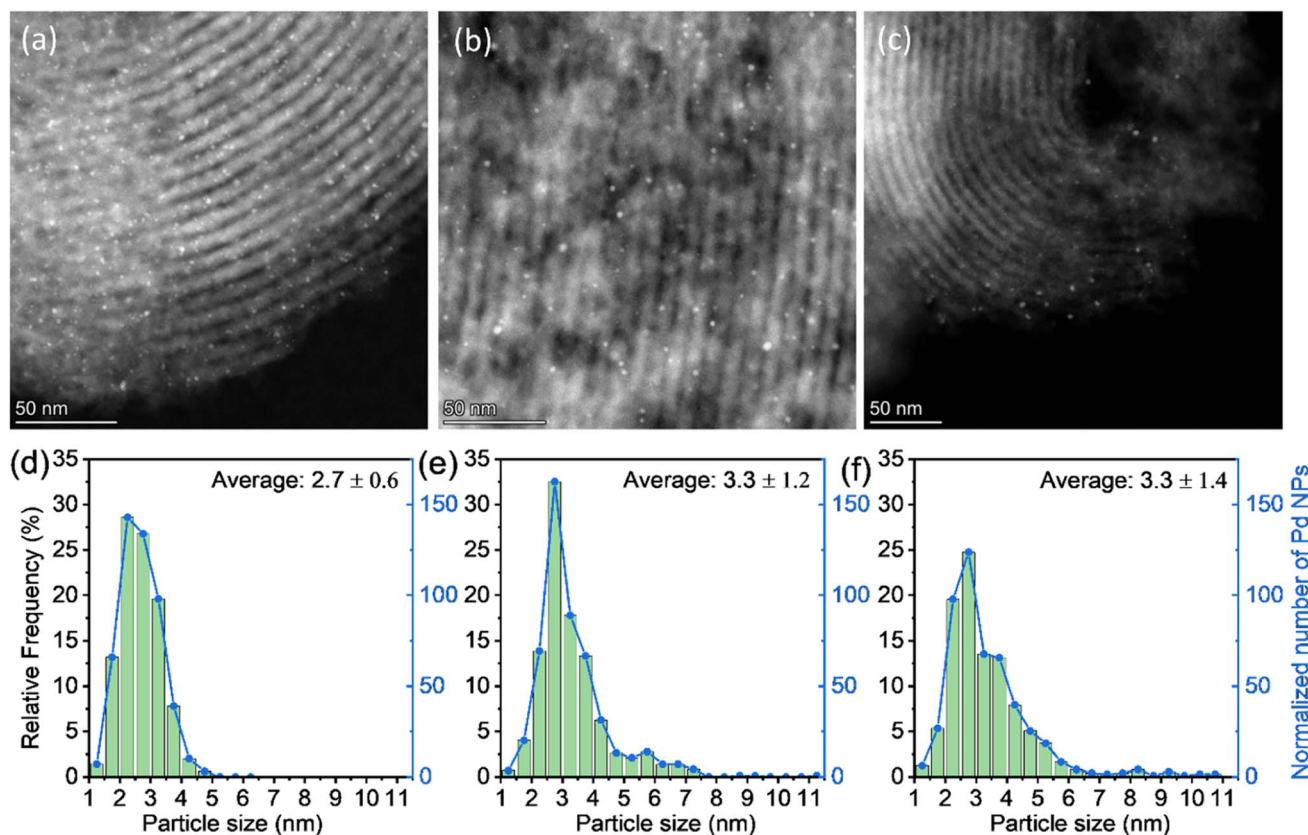 (a)
50 nm
(b)
50 nm
(c)
50 nm
(d)
Average: 2.7 ± 0.6
Relative Frequency (%)
35
30
25
20
15
10
5
0
150
100
50
0
1 2 3 4 5 6 7 8 9 10 11
Particle size (nm)
(e)
Average: 3.3 ± 1.2
35
30
25
20
15
10
5
0
150
100
50
0
1 2 3 4 5 6 7 8 9 10 11
Particle size (nm)
(f)
Average: 3.3 ± 1.4
35
30
25
20
15
10
5
0
150
100
50
0
Normalized number of Pd NPs
1 2 3 4 5 6 7 8 9 10 11
Particle size (nm)